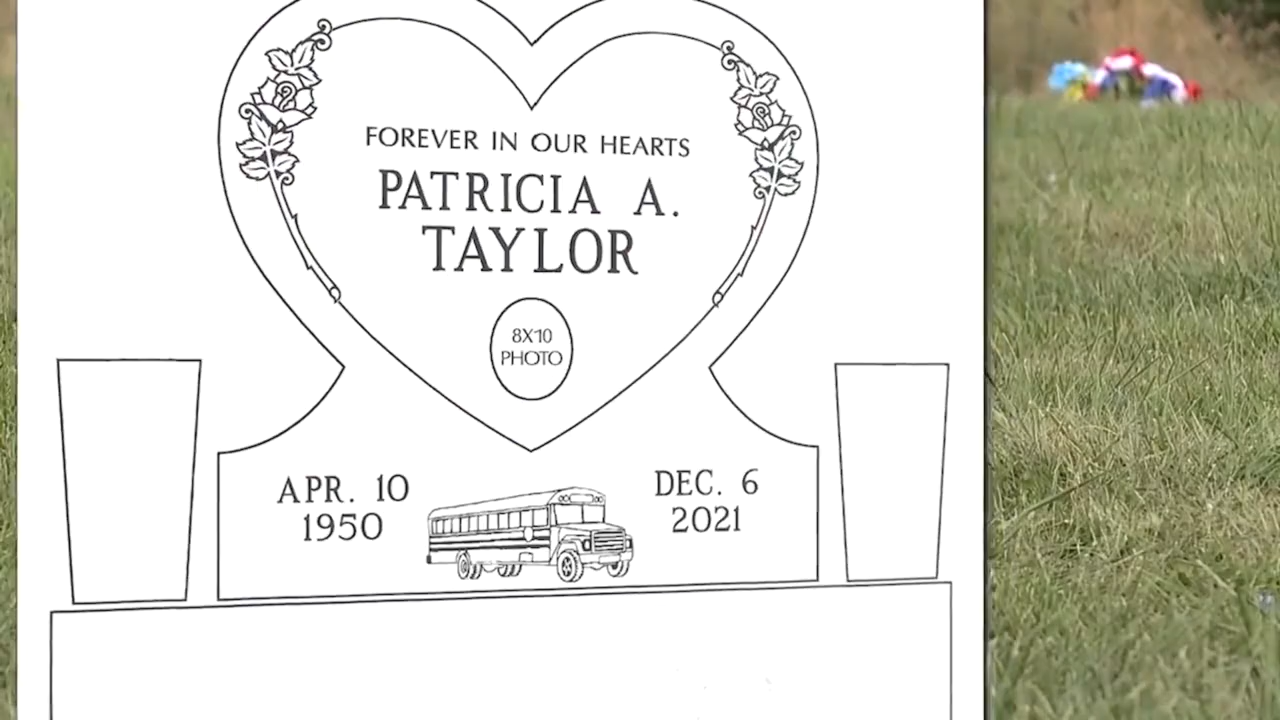 FOREVER IN OUR HEARTS
PATRICIA A.
TAYLOR
8X10
PHOTO
APR. 10
1950
DEC. 6
2021